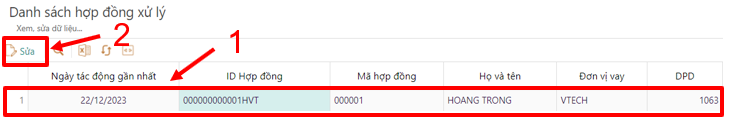 Danh sách hợp đồng xử lý
Xem, sửa dữ liệu...
2
Sửa
1
Ngày tác động gần nhất ID Hợp đồng Mã hợp đồng Họ và tên Đơn vị vay DPD
1 22/12/2023 000000000001HVT 000001 HOANG TRONG VTECH 1063